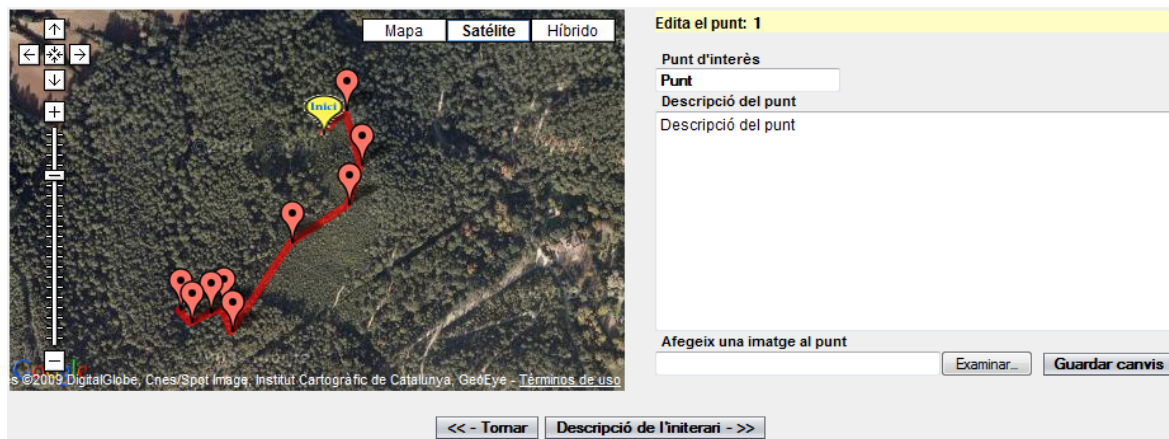 Mapa
Satélite
Híbrido
Inici
Google
s ©2009 DigitalGlobe, Cnes/Spot Image, Institut Cartogràfic de Catalunya, GeoEye - Términos de uso
Edita el punt: 1
Punt d'interès
Punt
Descripció del punt
Descripció del punt
Afegeix una imatge al punt
Examinar...
Guardar canvis
<< - Tornar
Descripció de l'initerari - >>